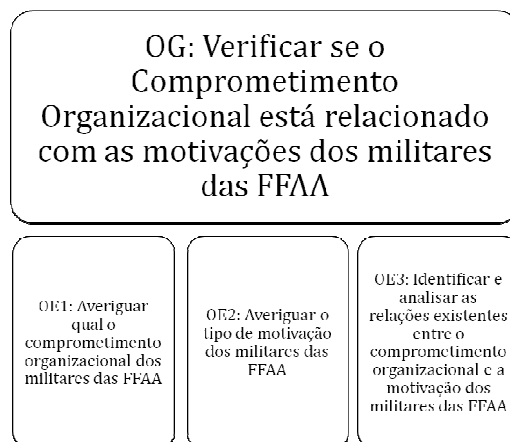 OG: Verificar se o
Comprometimento
Organizacional está relacionado
com as motivações dos militares
das FFAA
OE1: Averiguar
qual o
comprometimento
organizacional dos
militares das FFAA
OE2: Averiguar o
tipo de motivação
dos militares das
FFAA
OE3: Identificar e
analisar as
relações existentes
entre o
comprometimento
organizacional e a
motivação dos
militares das FFAA